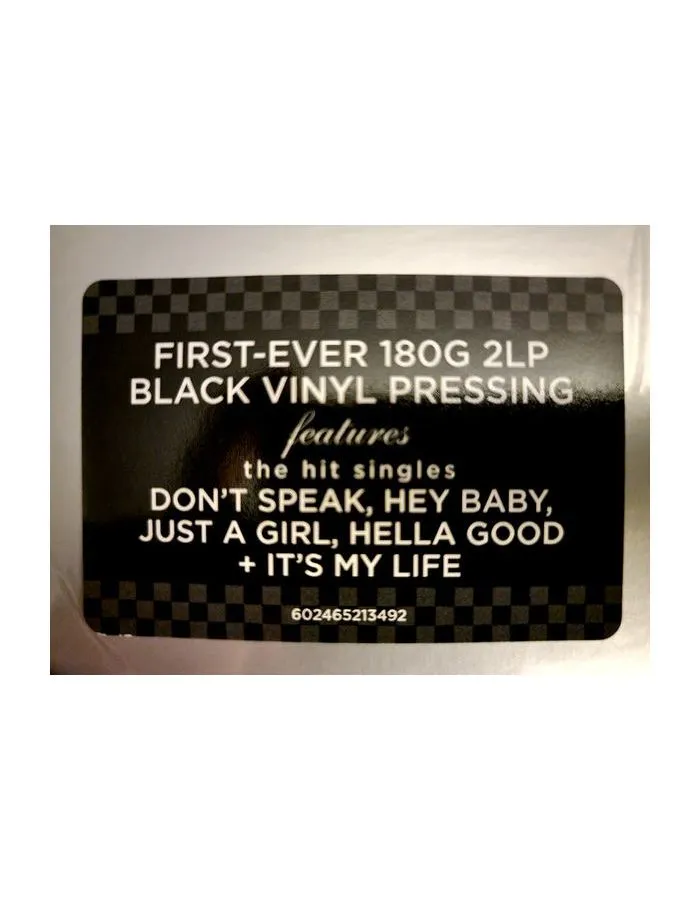 FIRST-EVER 180G 2LP
BLACK VINYL PRESSING
features
the hit singles
DON'T SPEAK, HEY BABY,
JUST A GIRL, HELLA GOOD
+ IT'S MY LIFE
602465213492